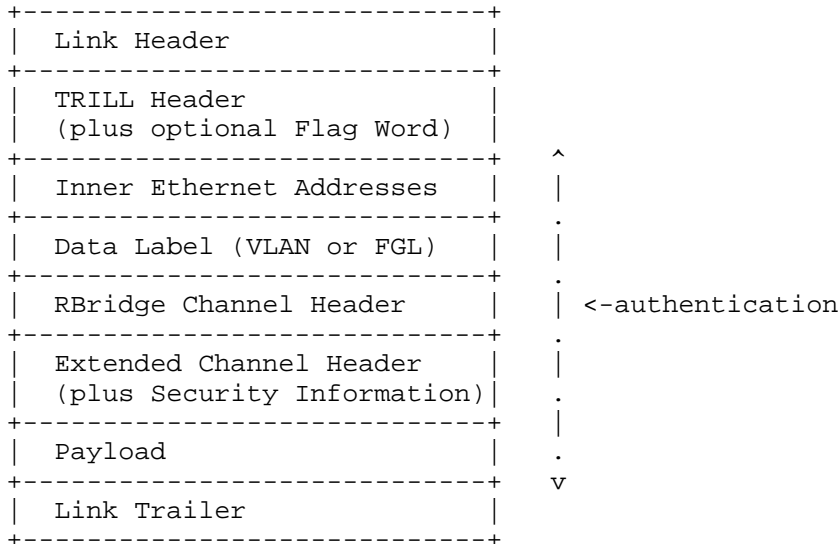 +-----------------------------+
|  Link Header                |
+-----------------------------+
|  TRILL Header               |
|  (plus optional Flag Word)  |
+-----------------------------+   ^
|  Inner Ethernet Addresses   |   |
+-----------------------------+   .
|  Data Label (VLAN or FGL)   |   |
+-----------------------------+   .
|  RBridge Channel Header     |   | <-authentication
+-----------------------------+   .
|  Extended Channel Header    |   |
|  (plus Security Information)|   .
+-----------------------------+   |
|  Payload                    |   .
+-----------------------------+   v
|  Link Trailer               |
+-----------------------------+